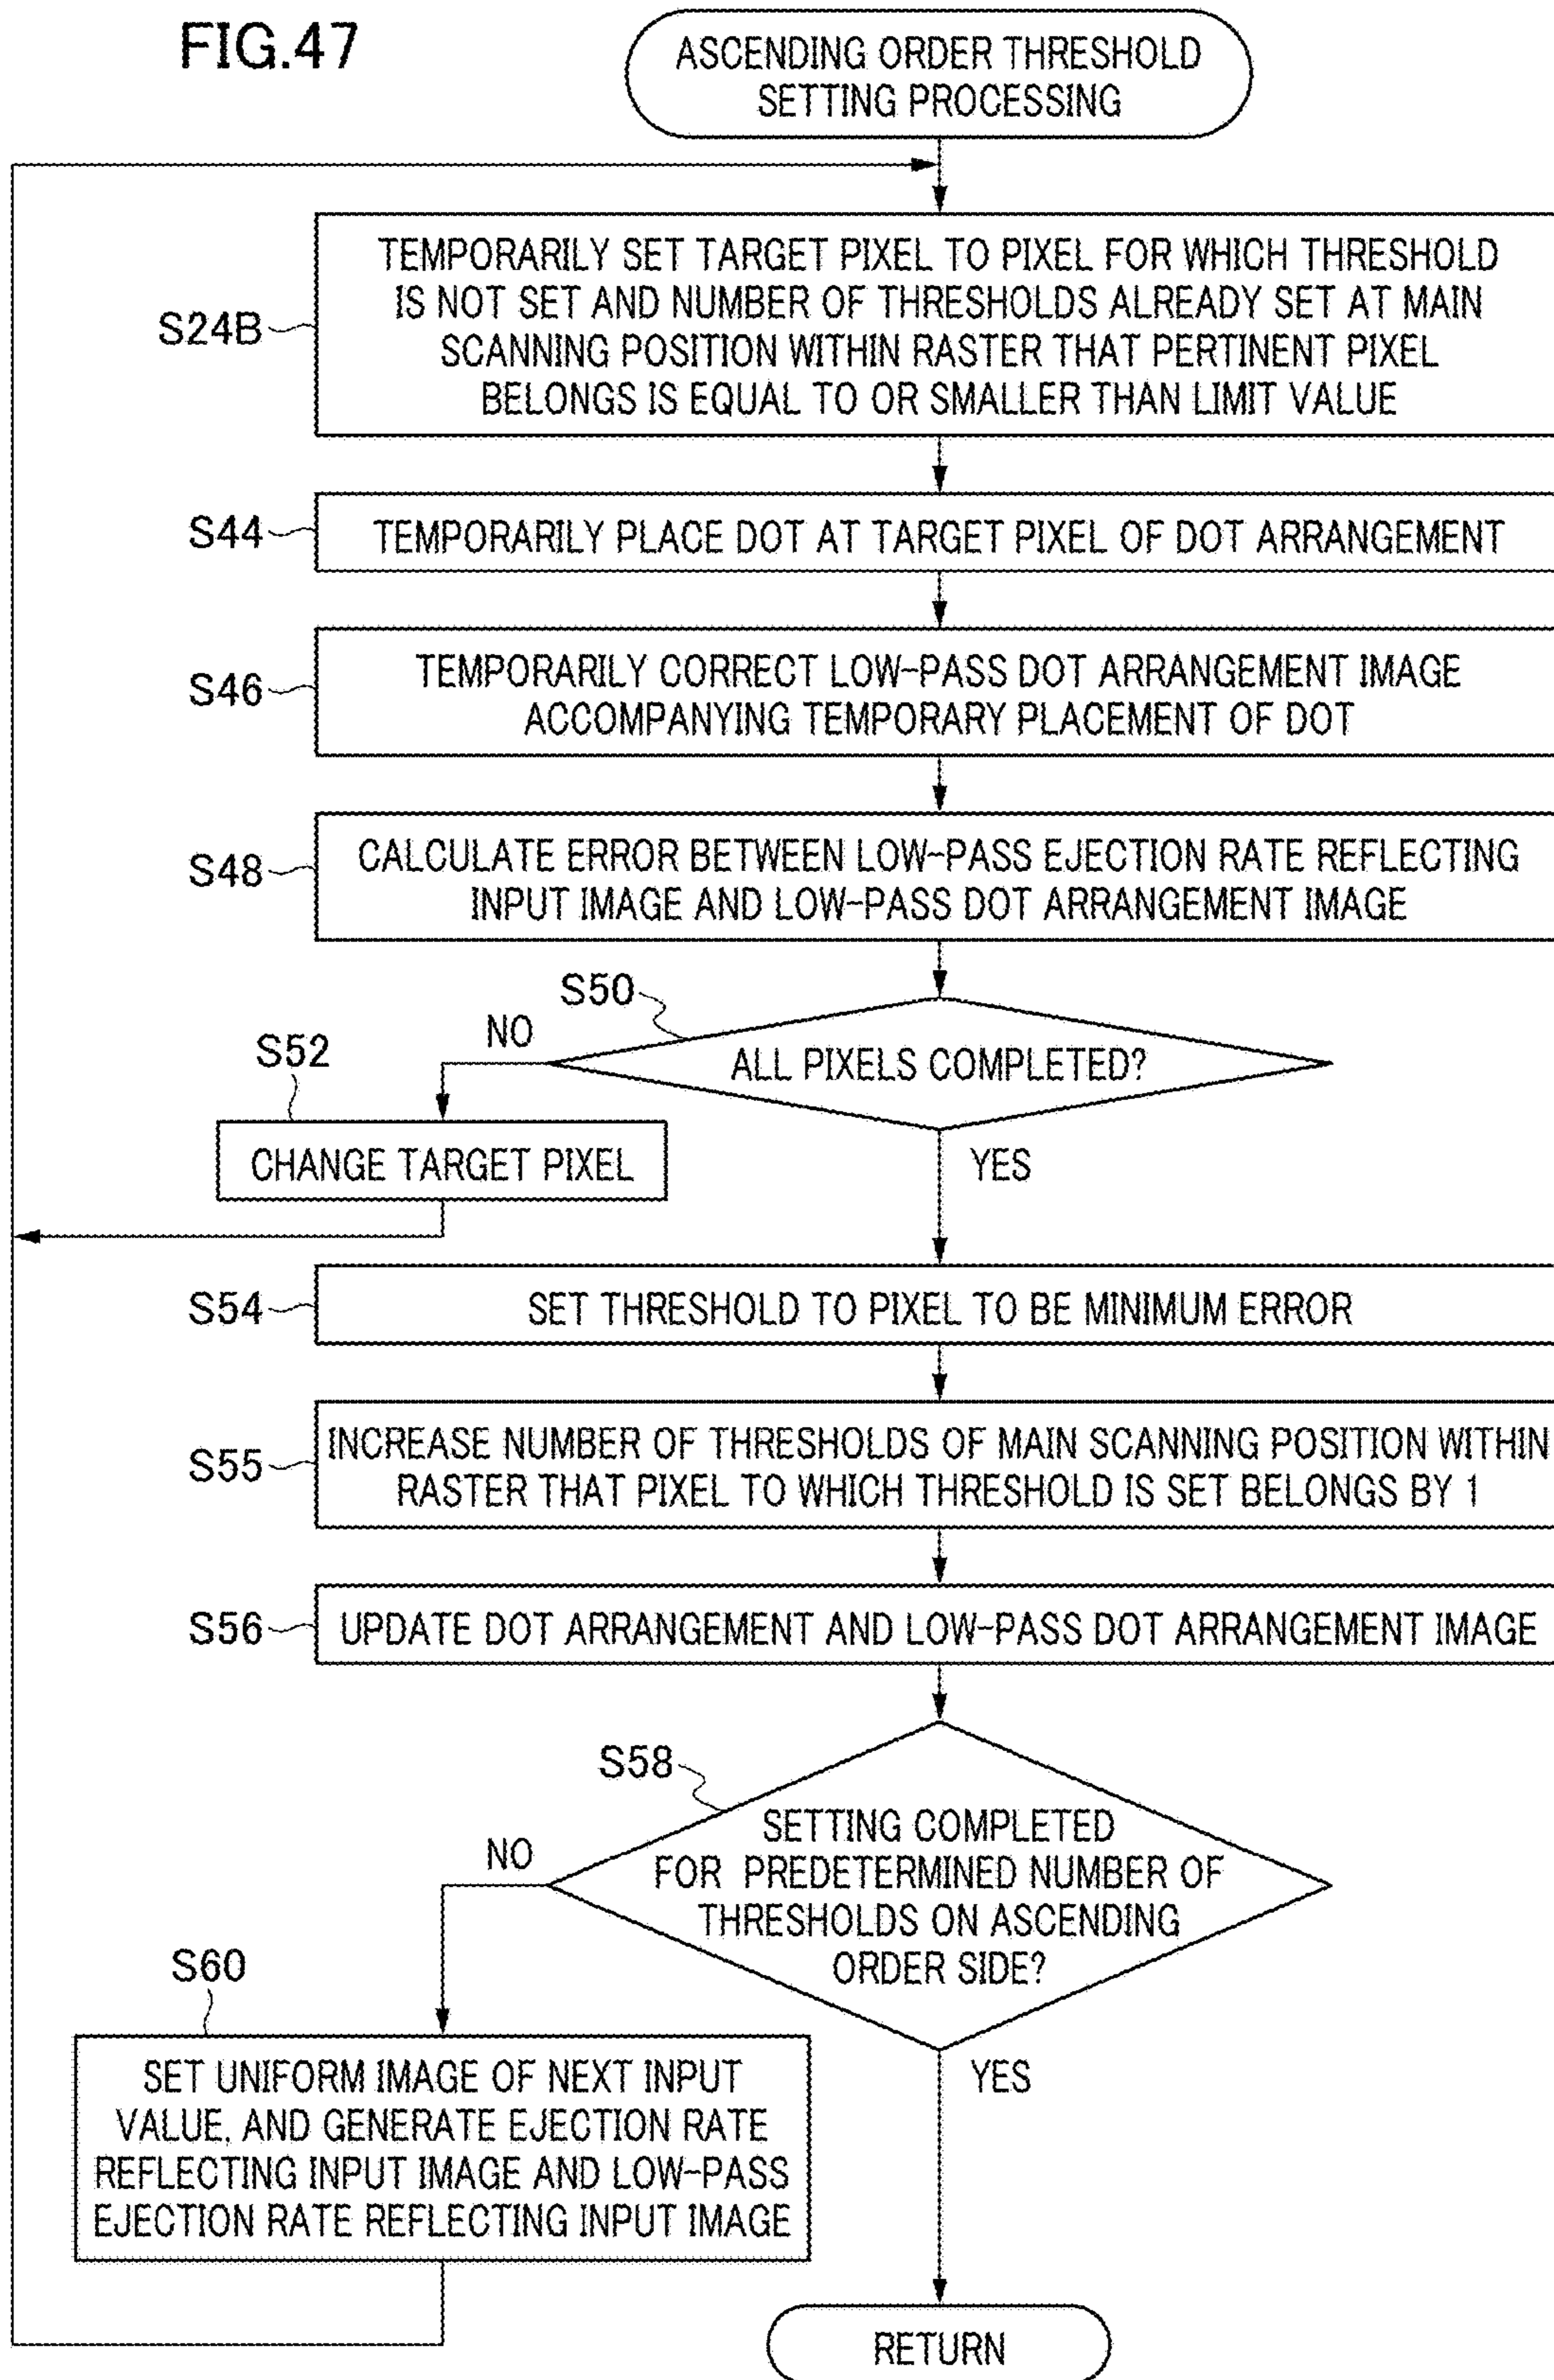 FIG.47
ASCENDING ORDER THRESHOLD
SETTING PROCESSING
S24B
TEMPORARILY SET TARGET PIXEL TO PIXEL FOR WHICH THRESHOLD
IS NOT SET AND NUMBER OF THRESHOLDS ALREADY SET AT MAIN
SCANNING POSITION WITHIN RASTER THAT PERTINENT PIXEL
BELONGS IS EQUAL TO OR SMALLER THAN LIMIT VALUE
S44
TEMPORARILY PLACE DOT AT TARGET PIXEL OF DOT ARRANGEMENT
S46
TEMPORARILY CORRECT LOW-PASS DOT ARRANGEMENT IMAGE
ACCOMPANYING TEMPORARY PLACEMENT OF DOT
S48
CALCULATE ERROR BETWEEN LOW-PASS EJECTION RATE REFLECTING
INPUT IMAGE AND LOW-PASS DOT ARRANGEMENT IMAGE
S50
NO
ALL PIXELS COMPLETED?
S52
CHANGE TARGET PIXEL
YES
S54
SET THRESHOLD TO PIXEL TO BE MINIMUM ERROR
S55
INCREASE NUMBER OF THRESHOLDS OF MAIN SCANNING POSITION WITHIN
RASTER THAT PIXEL TO WHICH THRESHOLD IS SET BELONGS BY 1
S56
UPDATE DOT ARRANGEMENT AND LOW-PASS DOT ARRANGEMENT IMAGE
S58
NO
SETTING COMPLETED
FOR PREDETERMINED NUMBER OF
THRESHOLDS ON ASCENDING
ORDER SIDE?
S60
SET UNIFORM IMAGE OF NEXT INPUT
VALUE, AND GENERATE EJECTION RATE
REFLECTING INPUT IMAGE AND LOW-PASS
EJECTION RATE REFLECTING INPUT IMAGE
YES
RETURN